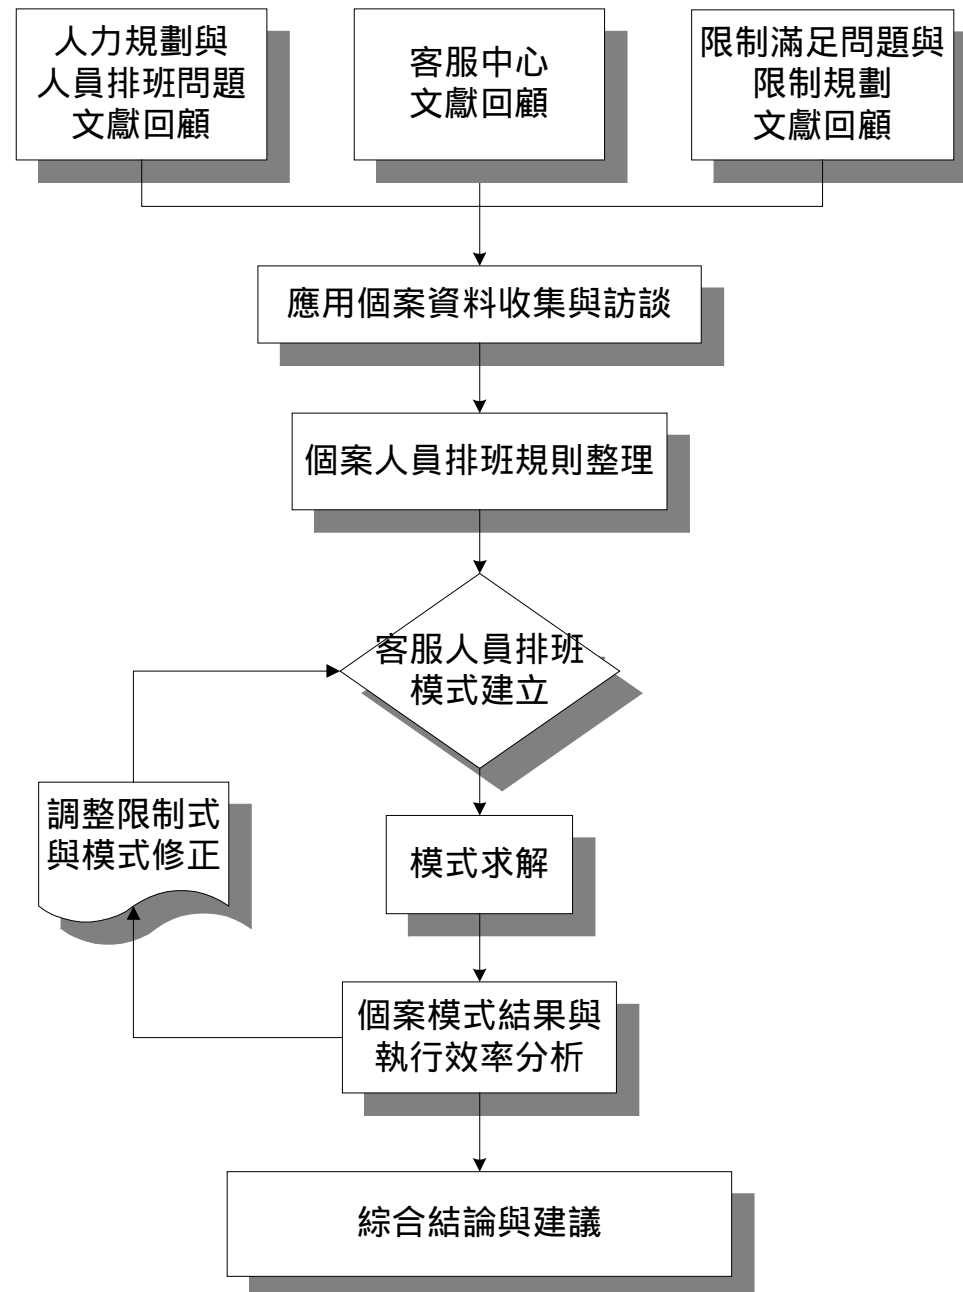 人力規劃與
人員排班問題
文獻回顧
客服中心
文獻回顧
限制滿足問題與
限制規劃
文獻回顧
應用個案資料收集與訪談
個案人員排班規則整理
客服人員排班
模式建立
調整限制式
與模式修正
模式求解
個案模式結果與
執行效率分析
綜合結論與建議